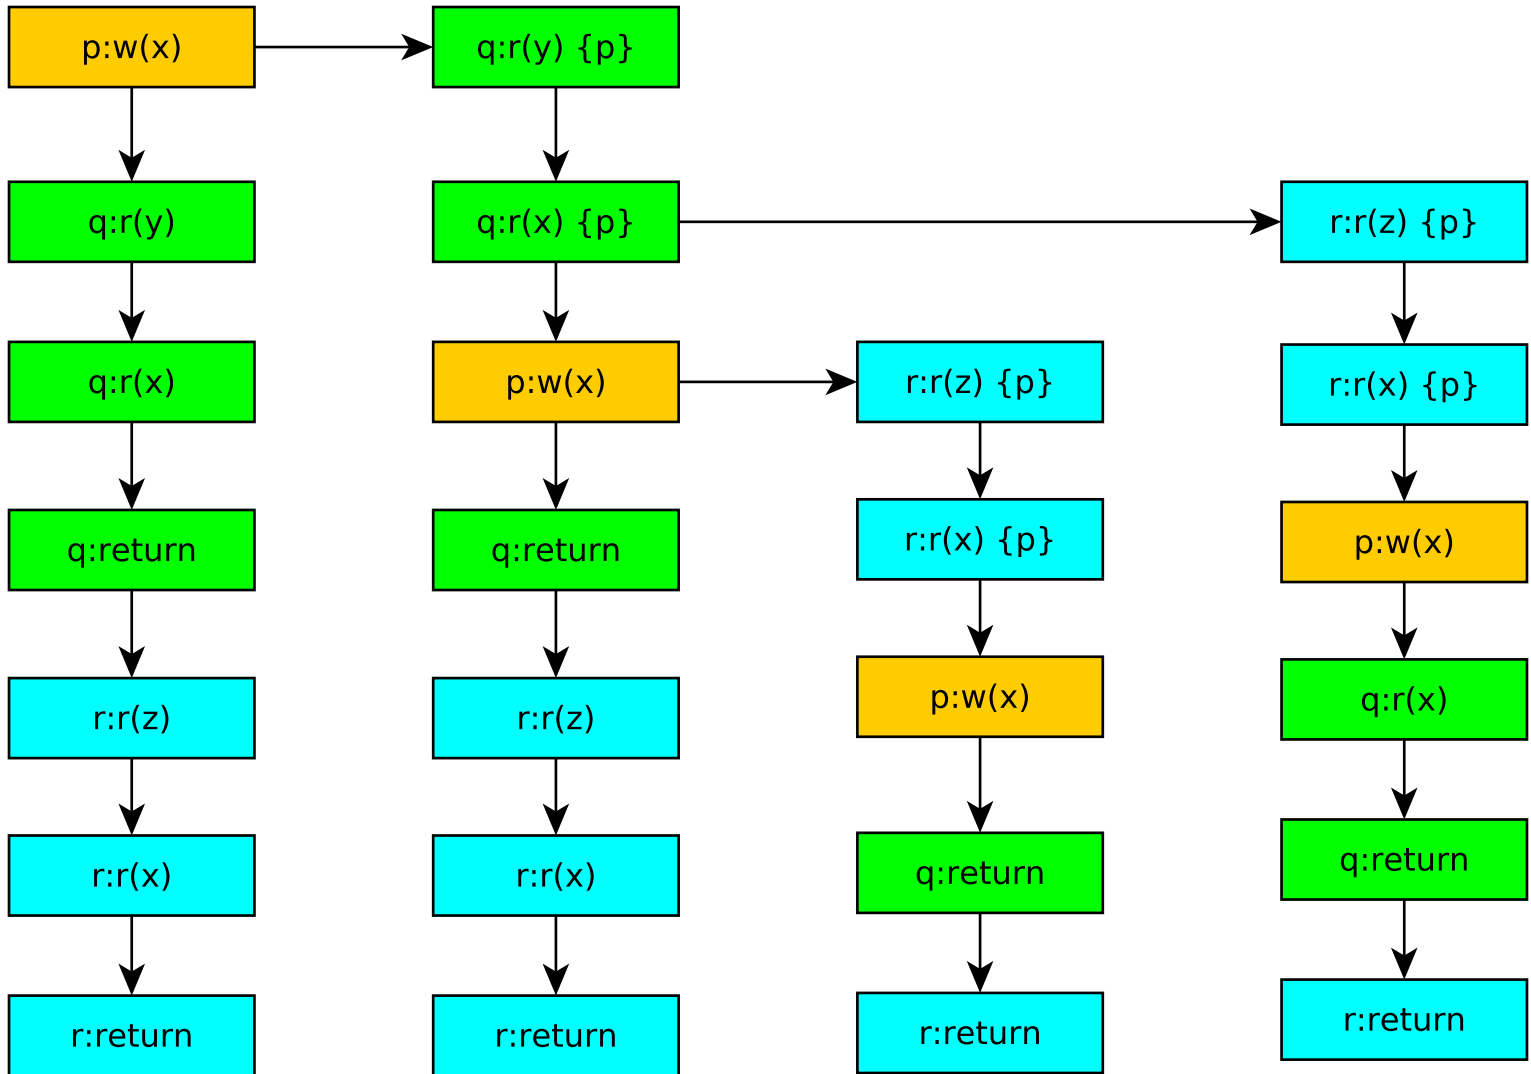 p:w(x)
q:r(y) {p}
q:r(y)
q:r(x) {p}
r:r(z) {p}
q:r(x)
p:w(x)
r:r(z) {p}
r:r(x) {p}
q:return
q:return
r:r(x) {p}
p:w(x)
r:r(z)
r:r(z)
p:w(x)
q:r(x)
r:r(x)
r:r(x)
q:return
q:return
r:return
r:return
r:return
r:return